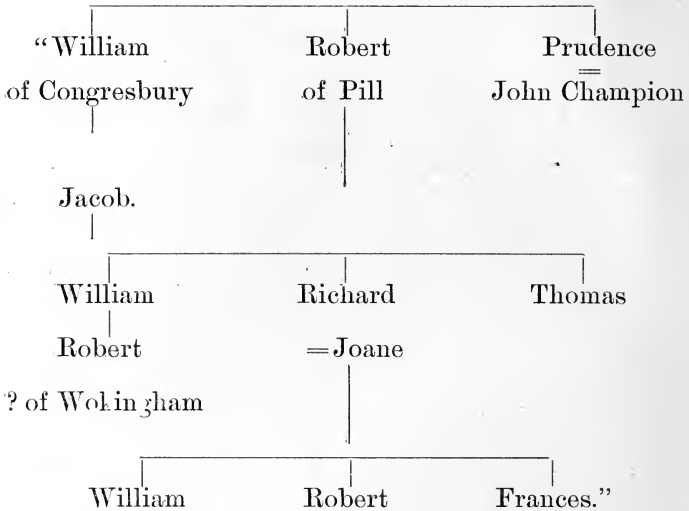 “William Robert Prudence
=
of Congresbury of Pill John Champion
Jacob.
William Richard Thomas
Robert =Joane
? of Wokingham
William Robert Frances.”